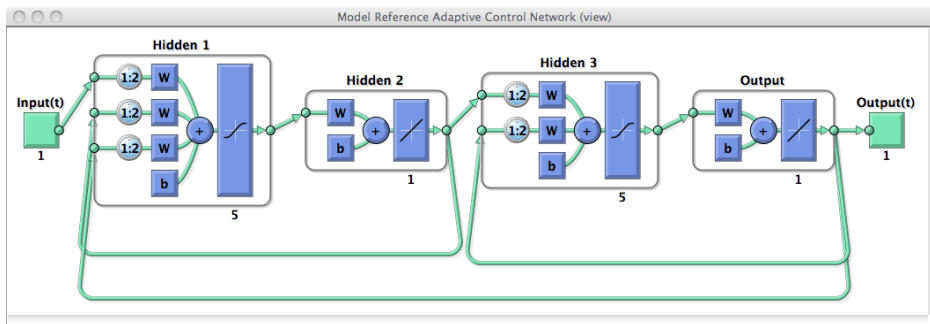 Model Reference Adaptive Control Network (view)
Hidden 1
Hidden 2
Hidden 3
Output
Input(t)
Output(t)
1:2 W
1:2 W
1:2 W
b
5
W
b
1
1:2 W
1:2 W
b
5
W
b
1
1
1